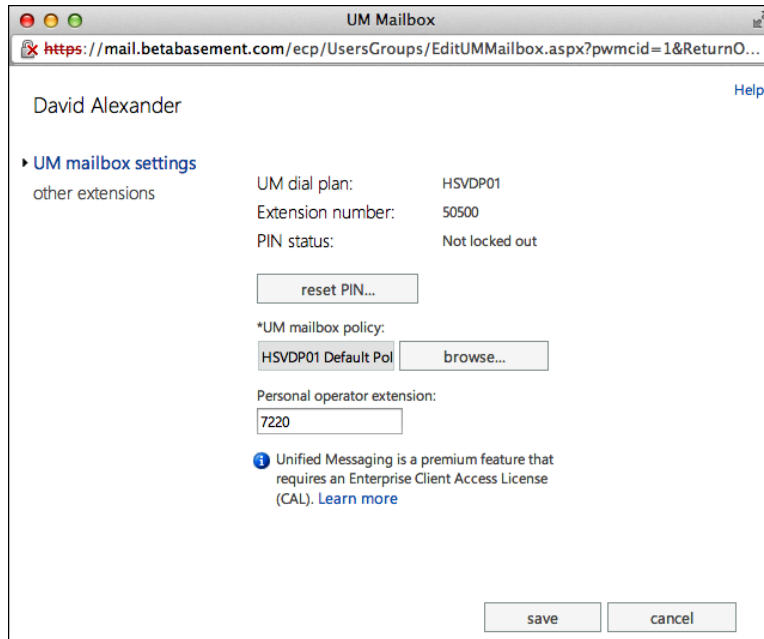 UM Mailbox
https://mail.betabasement.com/ecp/UsersGroups/EditUMMailbox.aspx?pwmcid=1&ReturnO...
Help
David Alexander
UM mailbox settings
other extensions
UM dial plan: HSVDP01
Extension number: 50500
PIN status: Not locked out
reset PIN...
*UM mailbox policy:
HSVDP01 Default Pol browse...
Personal operator extension:
7220
Unified Messaging is a premium feature that
requires an Enterprise Client Access License
(CAL). Learn more
save cancel